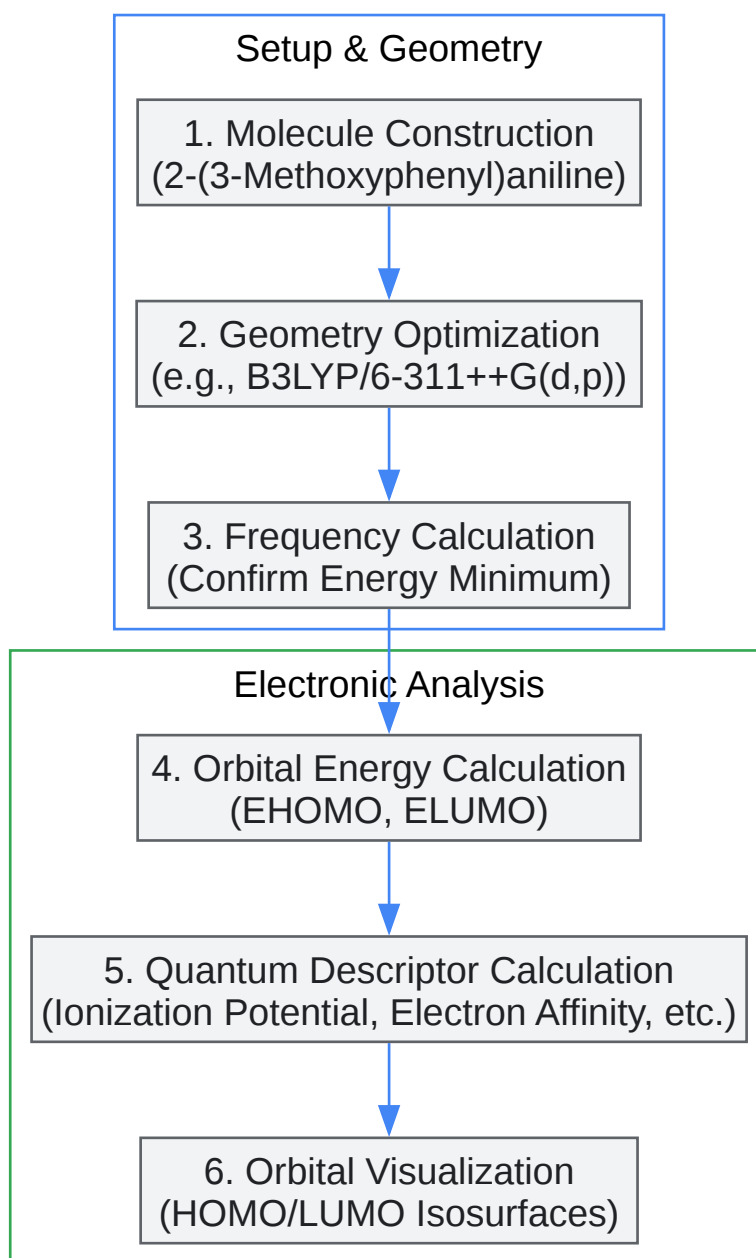 Setup & Geometry
1. Molecule Construction
(2-(3-Methoxyphenyl)aniline)
2. Geometry Optimization
(e.g., B3LYP/6-311++G(d,p))
3. Frequency Calculation
(Confirm Energy Minimum)
Electronic Analysis
4. Orbital Energy Calculation
(EHOMO, ELUMO)
5. Quantum Descriptor Calculation
(Ionization Potential, Electron Affinity, etc.)
6. Orbital Visualization
(HOMO/LUMO Isosurfaces)